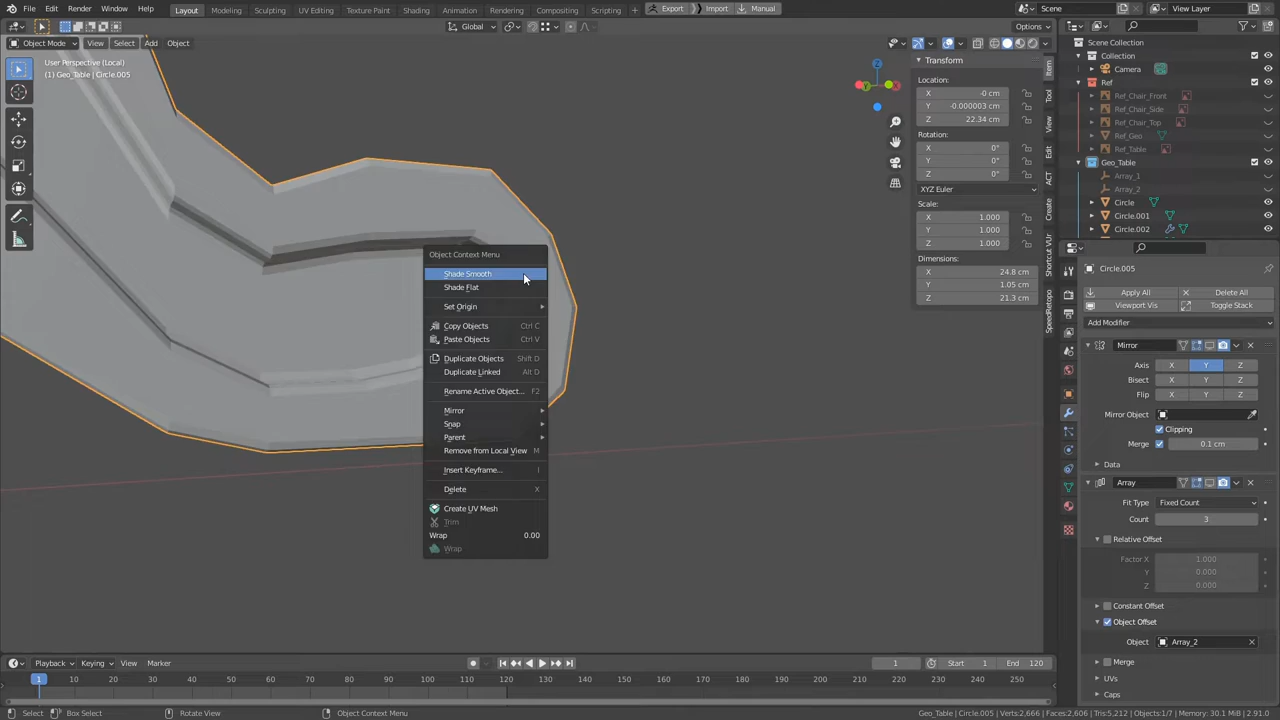 File Edit Render Window Help Layout Modeling Sculpting UV Editing Texture Paint Shading Animation Rendering Compositing Scripting + Export Import Manual Scene View Layer
Global Options
Object Mode View Select Add Object
User Perspective (Local)
(1) Geo_Table | Circle.005
Transform
Location:
X -0 cm
Y -0.000003 cm
Z 22.34 cm
Rotation:
X 0°
Y 0°
Z 0°
XYZ Euler
Scale:
X 1.000
Y 1.000
Z 1.000
Dimensions:
X 24.8 cm
Y 1.05 cm
Z 21.3 cm
Item
Tool
View
Edit
ACT
Create
Shortcut VUr
SpeedRetopo
Scene Collection
Collection
Camera
Ref
Ref_Chair_Front
Ref_Chair_Side
Ref_Chair_Top
Ref_Geo
Ref_Table
Geo_Table
Array_1
Array_2
Circle
Circle.001
Circle.002
Circle.005
Apply All Delete All
Viewport Vis Toggle Stack
Add Modifier
Mirror
Axis X Y Z
Bisect X Y Z
Flip X Y Z
Mirror Object
Clipping
Merge 0.1 cm
Data
Array
Fit Type Fixed Count
Count 3
Relative Offset
Factor X 1.000
Y 0.000
Z 0.000
Constant Offset
Object Offset
Object Array_2
Merge
UVs
Caps
Object Context Menu
Shade Smooth
Shade Flat
Set Origin
Copy Objects Ctrl C
Paste Objects Ctrl V
Duplicate Objects Shift D
Duplicate Linked Alt D
Rename Active Object... F2
Mirror
Snap
Parent
Remove from Local View M
Insert Keyframe... I
Delete X
Create UV Mesh
Trim
Wrap 0.00
Wrap
Playback Keying View Marker 1 Start 1 End 120
1 10 20 30 40 50 60 70 80 90 100 110 120 130 140 150 160 170 180 190 200 210 220 230 240 250
Select Box Select Rotate View Object Context Menu Geo_Table | Circle.005 | Verts:2,666 | Faces:2,606 | Tris:5,212 | Objects:1/7 | Memory: 30.1 MiB | 2.91.0